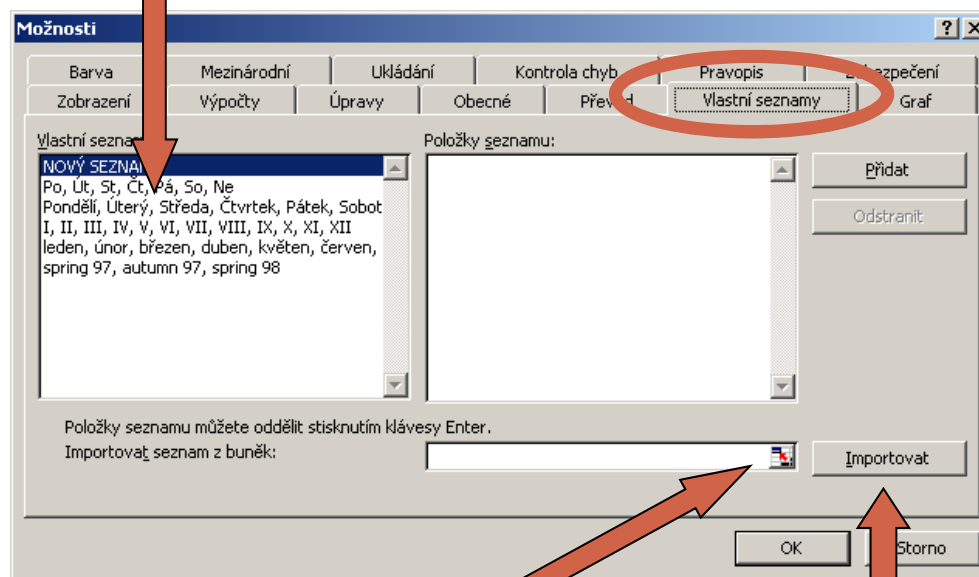 Možnosti
Barva Mezinárodní Ukládání Kontrola chyb Pravopis
Zobrazení Výpočty Úpravy Obecné Vlastní seznamy Graf
Vlastní Položky seznamu:
NOVÝ
Po, Út, St, Čt, Pá, So, Ne
Pondělí, Úterý, Středa, Čtvrtek, Pátek, Sobot
I, II, III, IV, V, VI, VII, VIII, IX, X, XI, XII
leden, únor, březen, duben, květen, červen,
spring 97, autumn 97, spring 98
Přidat
Odstranit
Položky seznamu můžete oddělit stisknutím klávesy Enter.
Importovat seznam z buněk:
Importovat
OK Storno